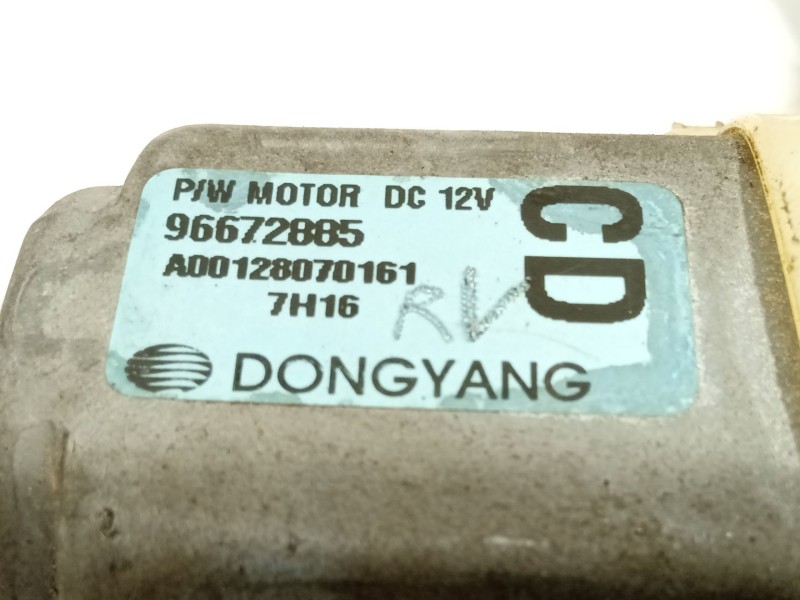 P/W MOTOR DC 12V
96672885
A00128070161
7H16
RV
CD
DONGYANG